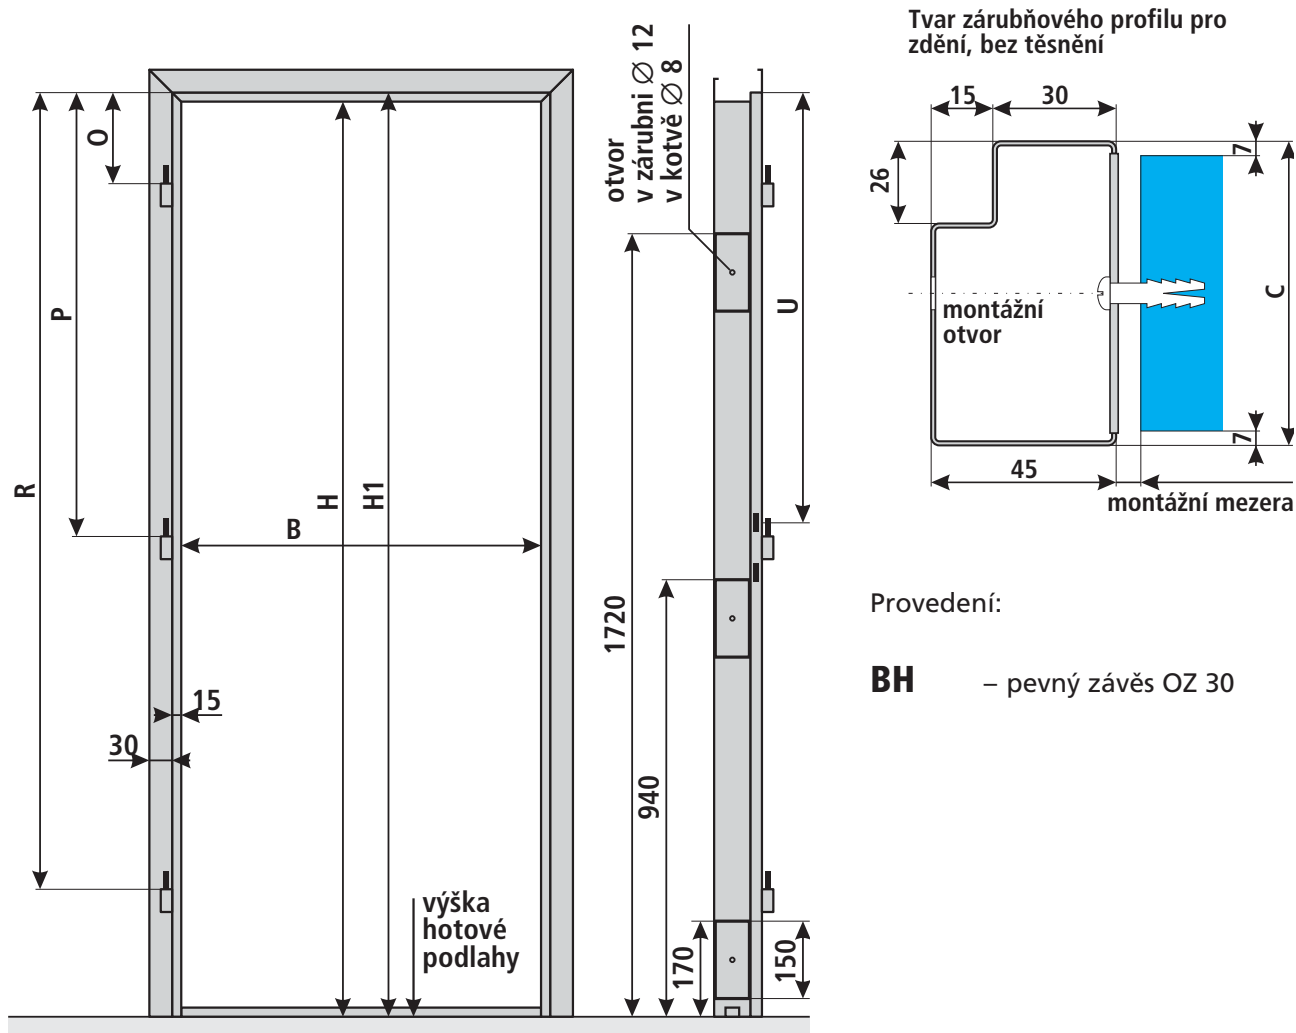 Tvar zárubňového profilu pro
zdění, bez těsnění
otvor
v zárubni ∅ 12
v kotvě ∅ 8
O
P
R
H
H1
B
15
30
výška
hotové
podlahy
1720
940
170
150
U
15
30
26
7
C
montážní
otvor
7
45
montážní mezera
Provedení:
BH – pevný závěs OZ 30